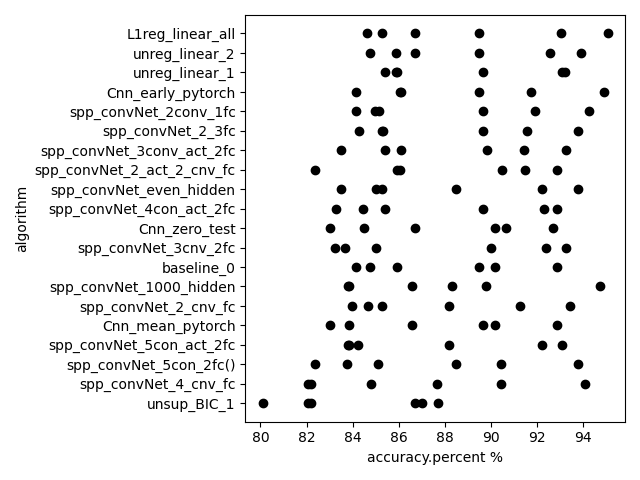 L1reg_linear_all
unreg_linear_2
unreg_linear_1
Cnn_early_pytorch
spp_convNet_2conv_1fc
spp_convNet_2_3fc
spp_convNet_3conv_act_2fc
spp_convNet_2_act_2_cnv_fc
spp_convNet_even_hidden
spp_convNet_4con_act_2fc
Cnn_zero_test
spp_convNet_3cnv_2fc
baseline_0
spp_convNet_1000_hidden
spp_convNet_2_cnv_fc
Cnn_mean_pytorch
spp_convNet_5con_act_2fc
spp_convNet_5con_2fc()
spp_convNet_4_cnv_fc
unsup_BIC_1
algorithm
80 82 84 86 88 90 92 94
accuracy.percent %